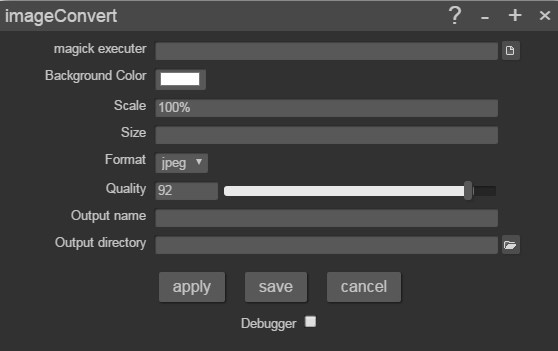 imageConvert ? - + ×
magick executer
Background Color
Scale 100%
Size
Format jpeg
Quality 92
Output name
Output directory
apply save cancel
Debugger